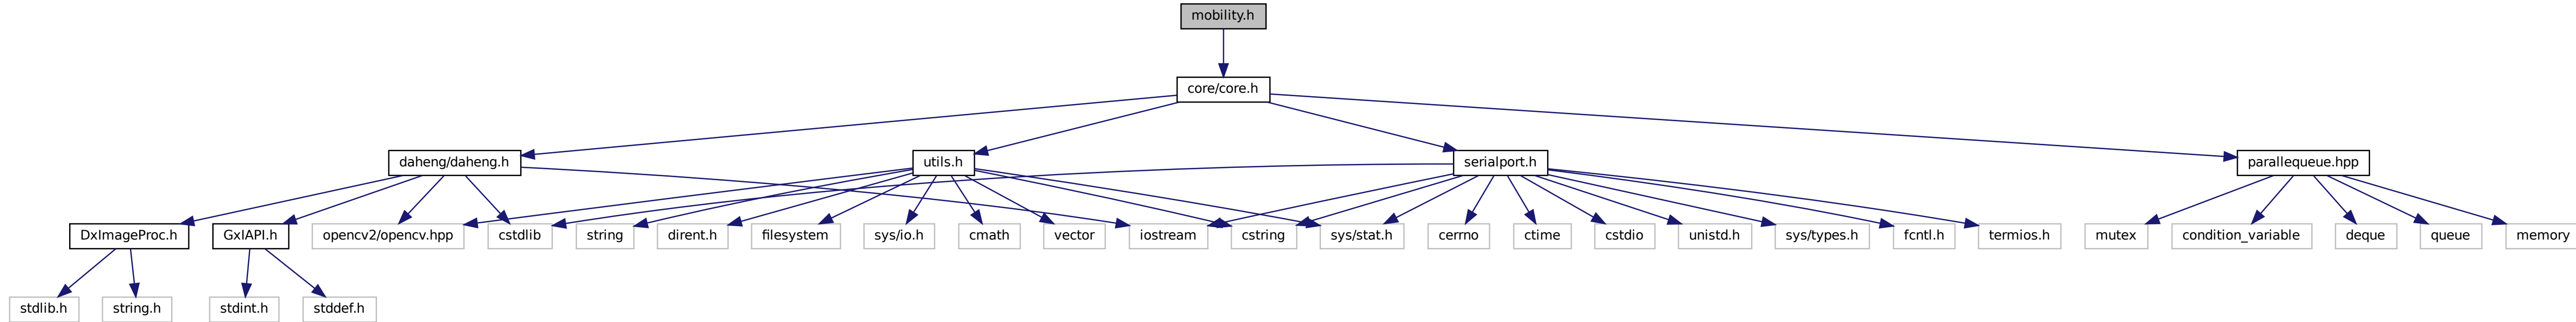 mobility.h
core/core.h
daheng/daheng.h
utils.h
serialport.h
parallequeue.hpp
DxImageProc.h
GxIAPI.h
opencv2/opencv.hpp
cstdlib
string
dirent.h
filesystem
sys/io.h
cmath
vector
iostream
cstring
sys/stat.h
cerrno
ctime
cstdio
unistd.h
sys/types.h
fcntl.h
termios.h
mutex
condition_variable
deque
queue
memory
stdlib.h
string.h
stdint.h
stddef.h